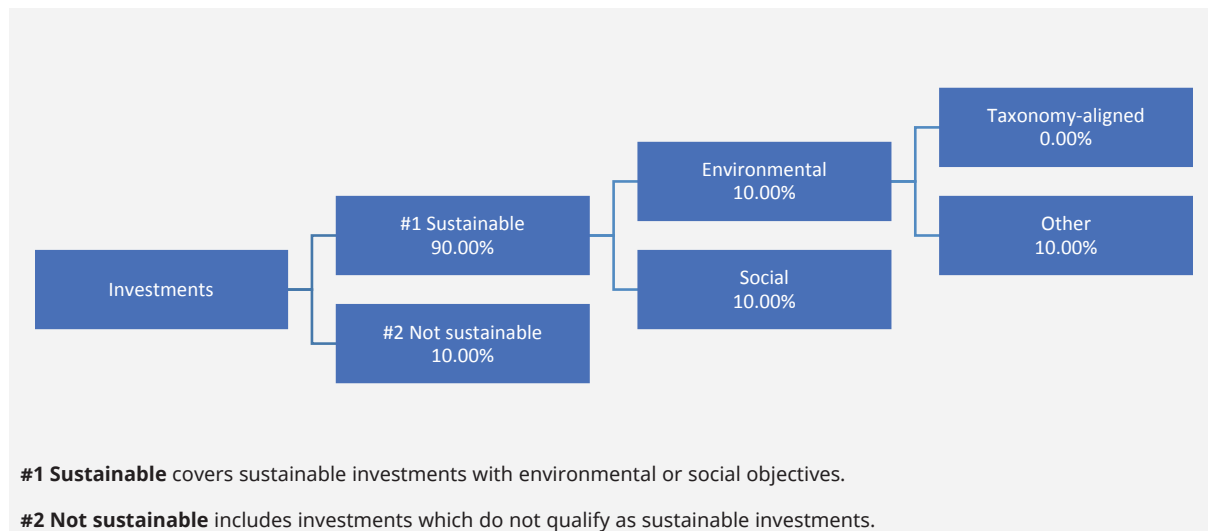 Taxonomy-aligned
0.00%
Environmental
10.00%
#1 Sustainable
90.00%
Other
10.00%
Investments
Social
10.00%
#2 Not sustainable
10.00%
#1 Sustainable covers sustainable investments with environmental or social objectives.
#2 Not sustainable includes investments which do not qualify as sustainable investments.